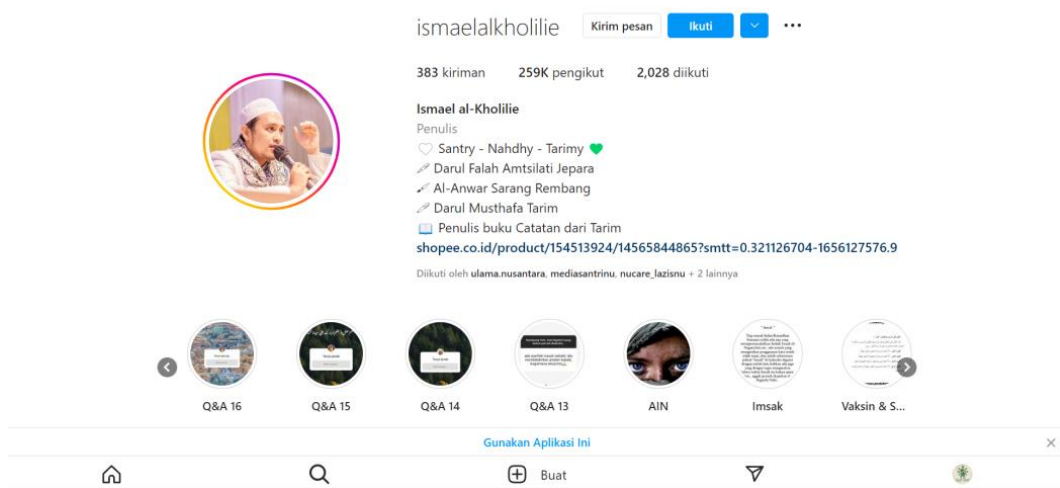 ismaelalkholilie Kirim pesan Ikuti
383 kiriman 259K pengikut 2,028 diikuti
Ismael al-Kholilie
Penulis
🤍 Santry - Nahdhy - Tarimy 💚
Darul Falah Amtsilati Jepara
Al-Anwar Sarang Rembang
Darul Musthafa Tarim
📖 Penulis buku Catatan dari Tarim
shopee.co.id/product/154513924/14565844865?smtt=0.321126704-1656127576.9
Diikuti oleh ulama.nusantara, mediasantrinu, nucare_lazisnu + 2 lainnya
Q&A 16 Q&A 15 Q&A 14 Q&A 13 AIN Imsak Vaksin & S...
Gunakan Aplikasi Ini
Buat